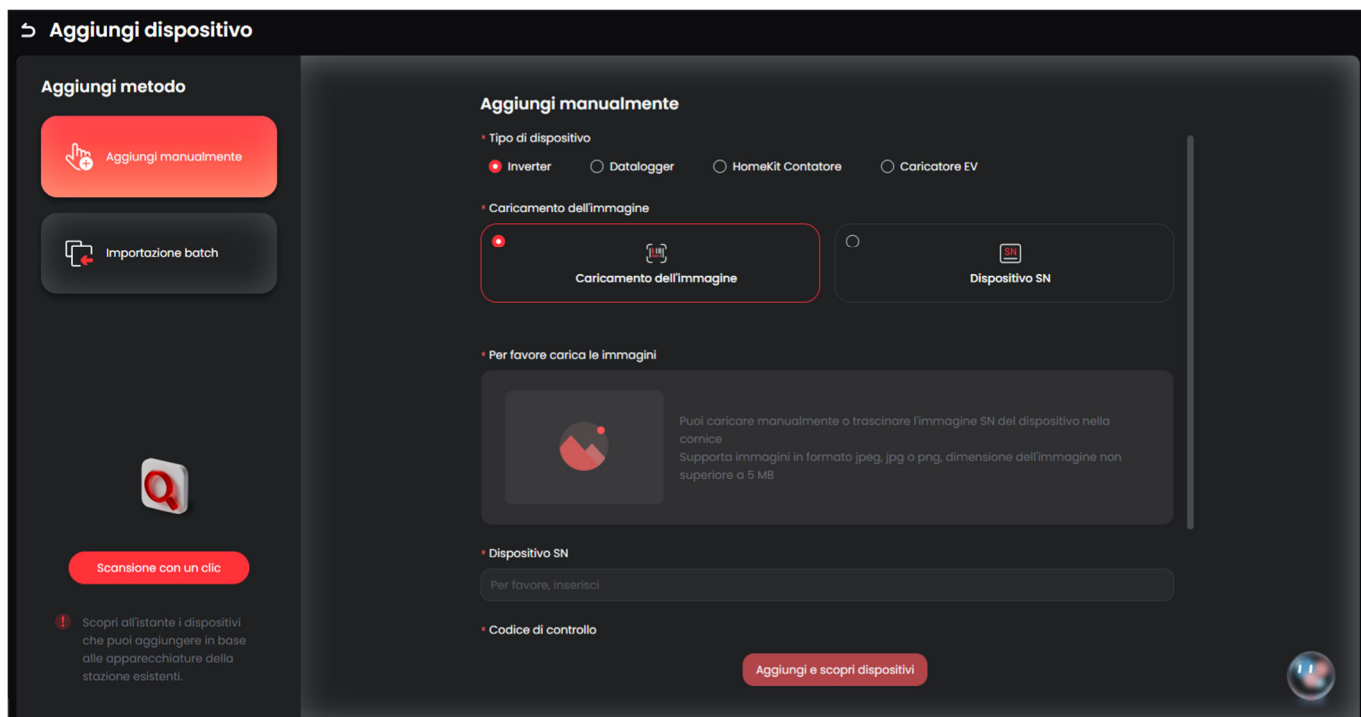 Aggiungi dispositivo
Aggiungi metodo
Aggiungi manualmente
Importazione batch
Scansione con un clic
Scopri all'istante i dispositivi
che puoi aggiungere in base
alle apparecchiature della
stazione esistenti.
Aggiungi manualmente
* Tipo di dispositivo
Inverter
Datalogger
HomeKit Contatore
Caricatore EV
* Caricamento dell'immagine
Caricamento dell'immagine
SN
Dispositivo SN
* Per favore carica le immagini
Puoi caricare manualmente o trascinare l'immagine SN del dispositivo nella
cornice
Supporta immagini in formato jpeg, jpg o png, dimensione dell'immagine non
superiore a 5 MB
* Dispositivo SN
Per favore, inserisci
* Codice di controllo
Aggiungi e scopri dispositivi